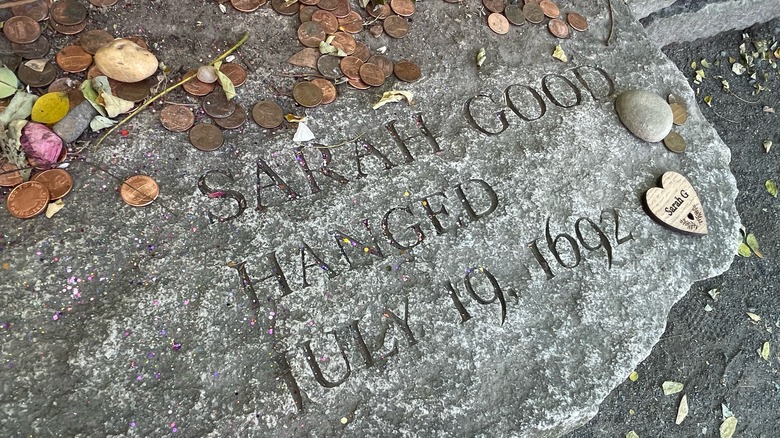 SARAH GOOD
HANGED
JULY 19, 1692
Sarah G